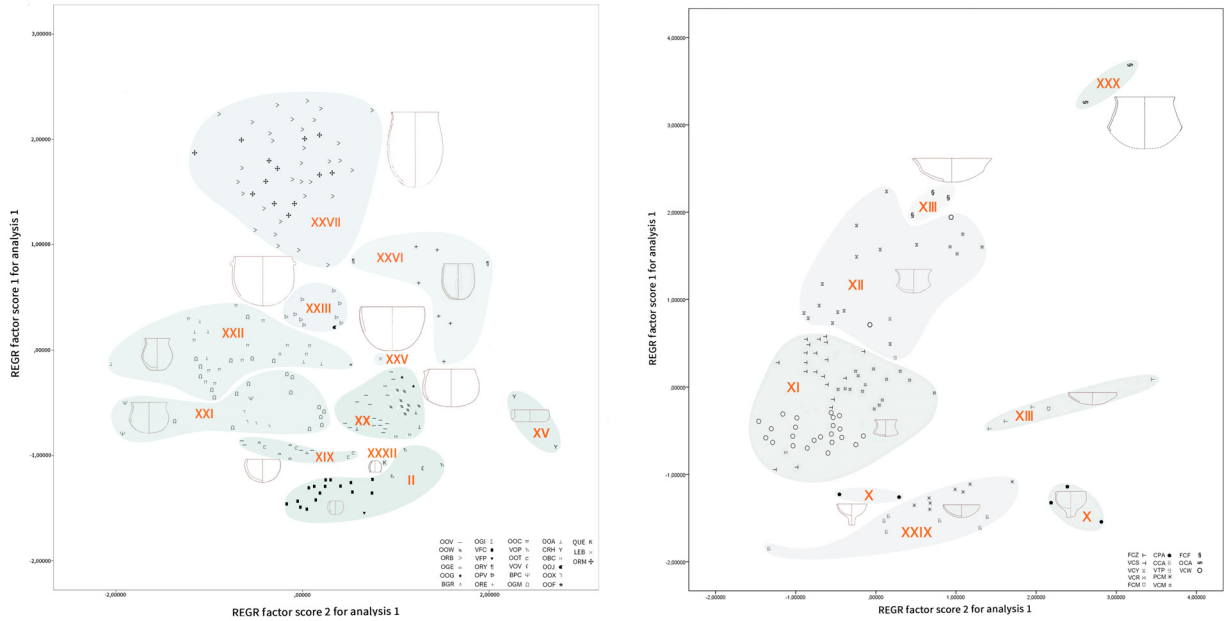 3,00000
2,00000
1,00000
,00000
-1,00000
-2,00000
REGR factor score 1 for analysis 1
XXVII
XXVI
XXIII
XXII
XXV
XXI
XX
XV
XIX
XXXII
II
OOV OGI OOC OOA QUE
OOW VFC VOP CRH LEB
ORB VFP OOT OBC ORM
OGE ORY VOV OOJ
OOG OPV BPC OOX
BGR ORE OGM OOF
-2,00000 ,00000 2,00000
REGR factor score 2 for analysis 1
4,00000
3,00000
2,00000
1,00000
,00000
-1,00000
-2,00000
REGR factor score 1 for analysis 1
XXX
XIII
XII
XI
XIII
X
X
XXIX
FCZ CPA FCF
VCS CCA OCA
VCY VTP VCW
VCR PCM
FCM VCM
-2,00000 -1,00000 ,00000 1,00000 2,00000 3,00000 4,00000
REGR factor score 2 for analysis 1